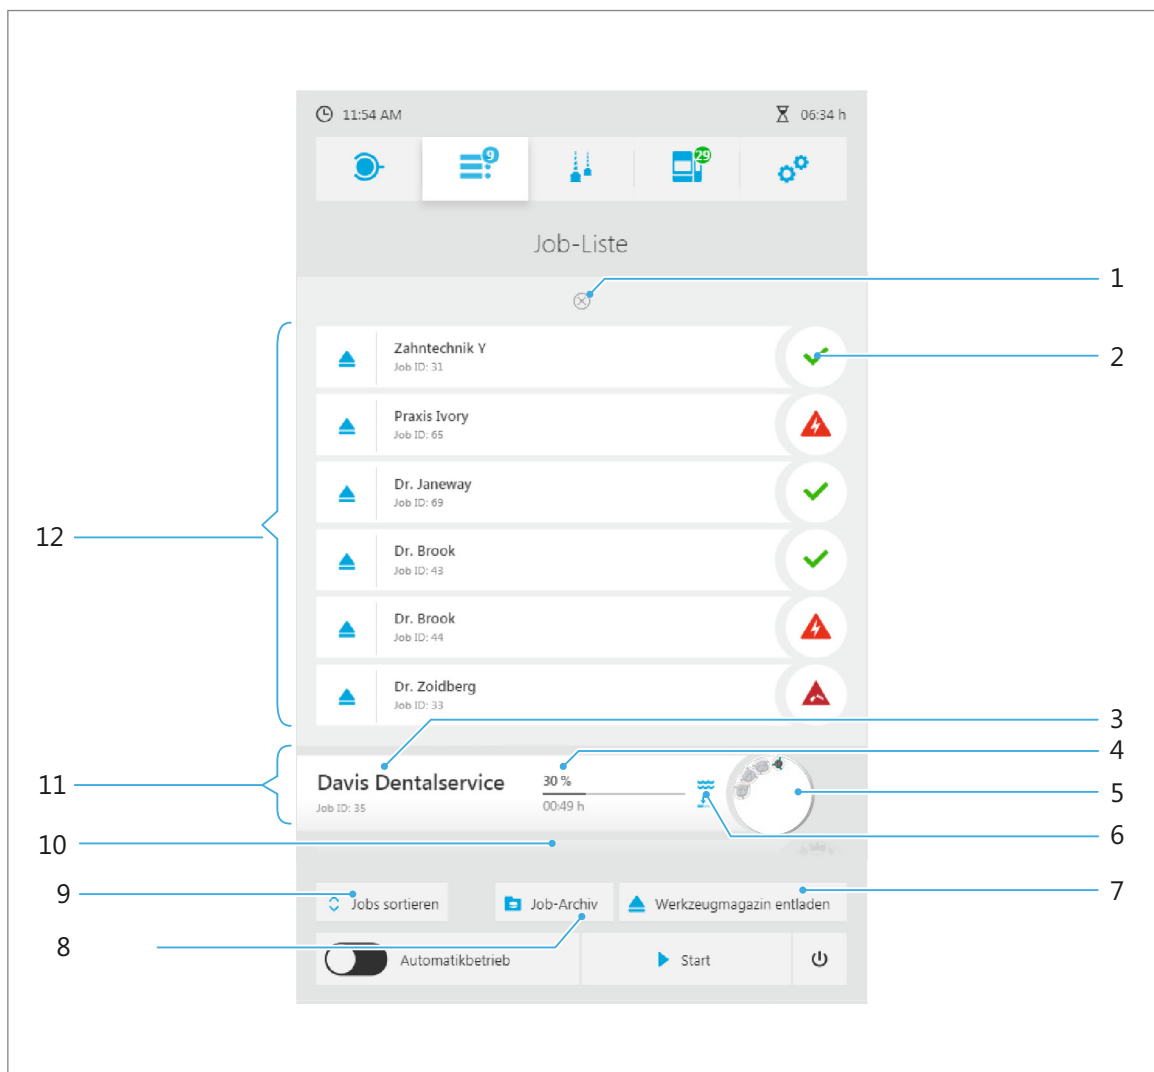 11:54 AM
06:34 h
9
29
Job-Liste
1
Zahntechnik Y
Job ID: 31
2
Praxis Ivory
Job ID: 65
Dr. Janeway
Job ID: 69
12
Dr. Brook
Job ID: 43
Dr. Brook
Job ID: 44
Dr. Zoidberg
Job ID: 33
3
4
11
Davis Dentalservice
Job ID: 35
30 %
00:49 h
5
6
10
9
Jobs sortieren
Job-Archiv
Werkzeugmagazin entladen
7
8
Automatikbetrieb
Start